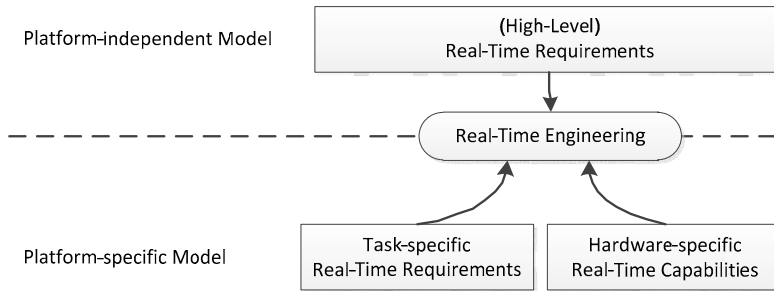 Platform-independent Model
(High-Level)
Real-Time Requirements
Real-Time Engineering
Platform-specific Model
Task-specific
Real-Time Requirements
Hardware-specific
Real-Time Capabilities